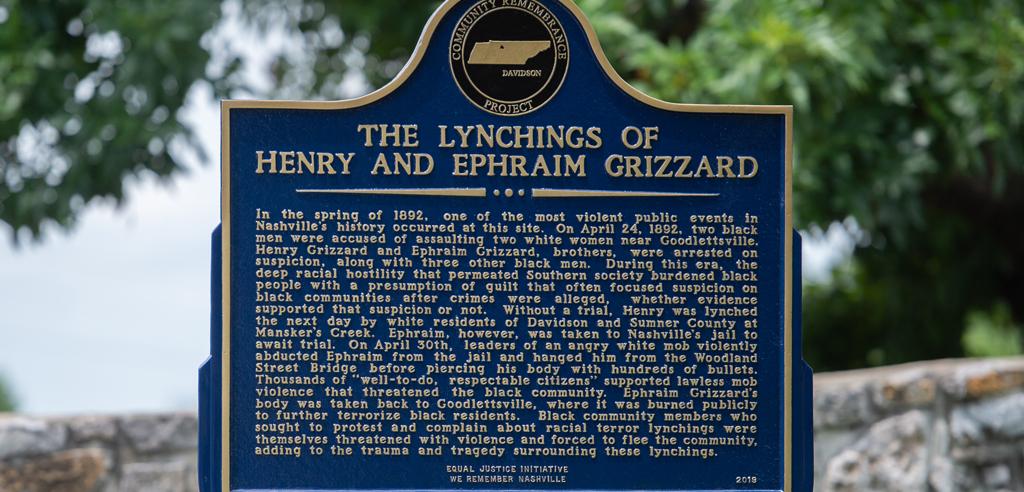 COMMUNITY REMEMBRANCE
DAVIDSON
PROJECT
THE LYNCHINGS OF
HENRY AND EPHRAIM GRIZZARD
In the spring of 1892, one of the most violent public events in
Nashville's history occurred at this site. On April 24, 1892, two black
men were accused of assaulting two white women near Goodlettsville.
Henry Grizzard and Ephraim Grizzard, brothers, were arrested on
suspicion, along with three other black men. During this era, the
deep racial hostility that permeated Southern society burdened black
people with a presumption of guilt that often focused suspicion on
black communities after crimes were alleged, whether evidence
supported that suspicion or not. Without a trial, Henry was lynched
the next day by white residents of Davidson and Sumner County at
Mansker's Creek. Ephraim, however, was taken to Nashville's jail to
await trial. On April 30th, leaders of an angry white mob violently
abducted Ephraim from the jail and hanged him from the Woodland
Street Bridge before piercing his body with hundreds of bullets.
Thousands of "well-to-do, respectable citizens" supported lawless mob
violence that threatened the black community. Ephraim Grizzard's
body was taken back to Goodlettsville, where it was burned publicly
to further terrorize black residents. Black community members who
sought to protest and complain about racial terror lynchings were
themselves threatened with violence and forced to flee the community,
adding to the trauma and tragedy surrounding these lynchings.
EQUAL JUSTICE INITIATIVE
WE REMEMBER NASHVILLE 2019